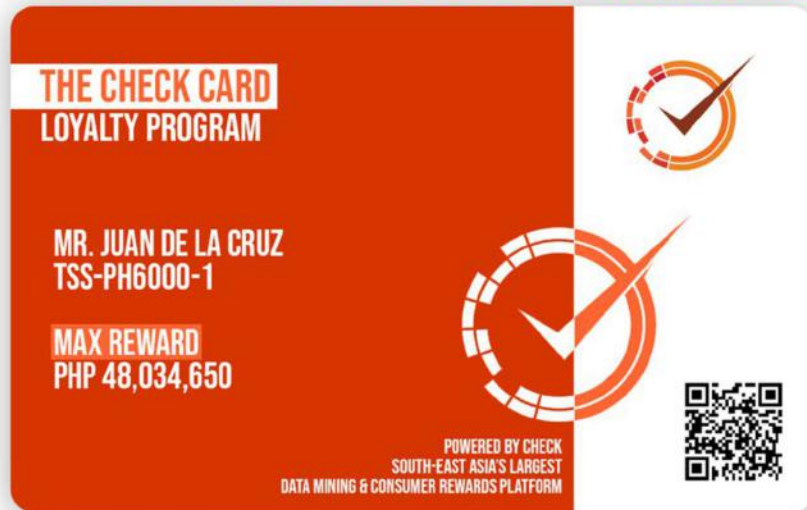 THE CHECK CARD
LOYALTY PROGRAM
MR. JUAN DE LA CRUZ
TSS-PH6000-1
MAX REWARD
PHP 48,034,650
POWERED BY CHECK
SOUTH-EAST ASIA'S LARGEST
DATA MINING & CONSUMER REWARDS PLATFORM